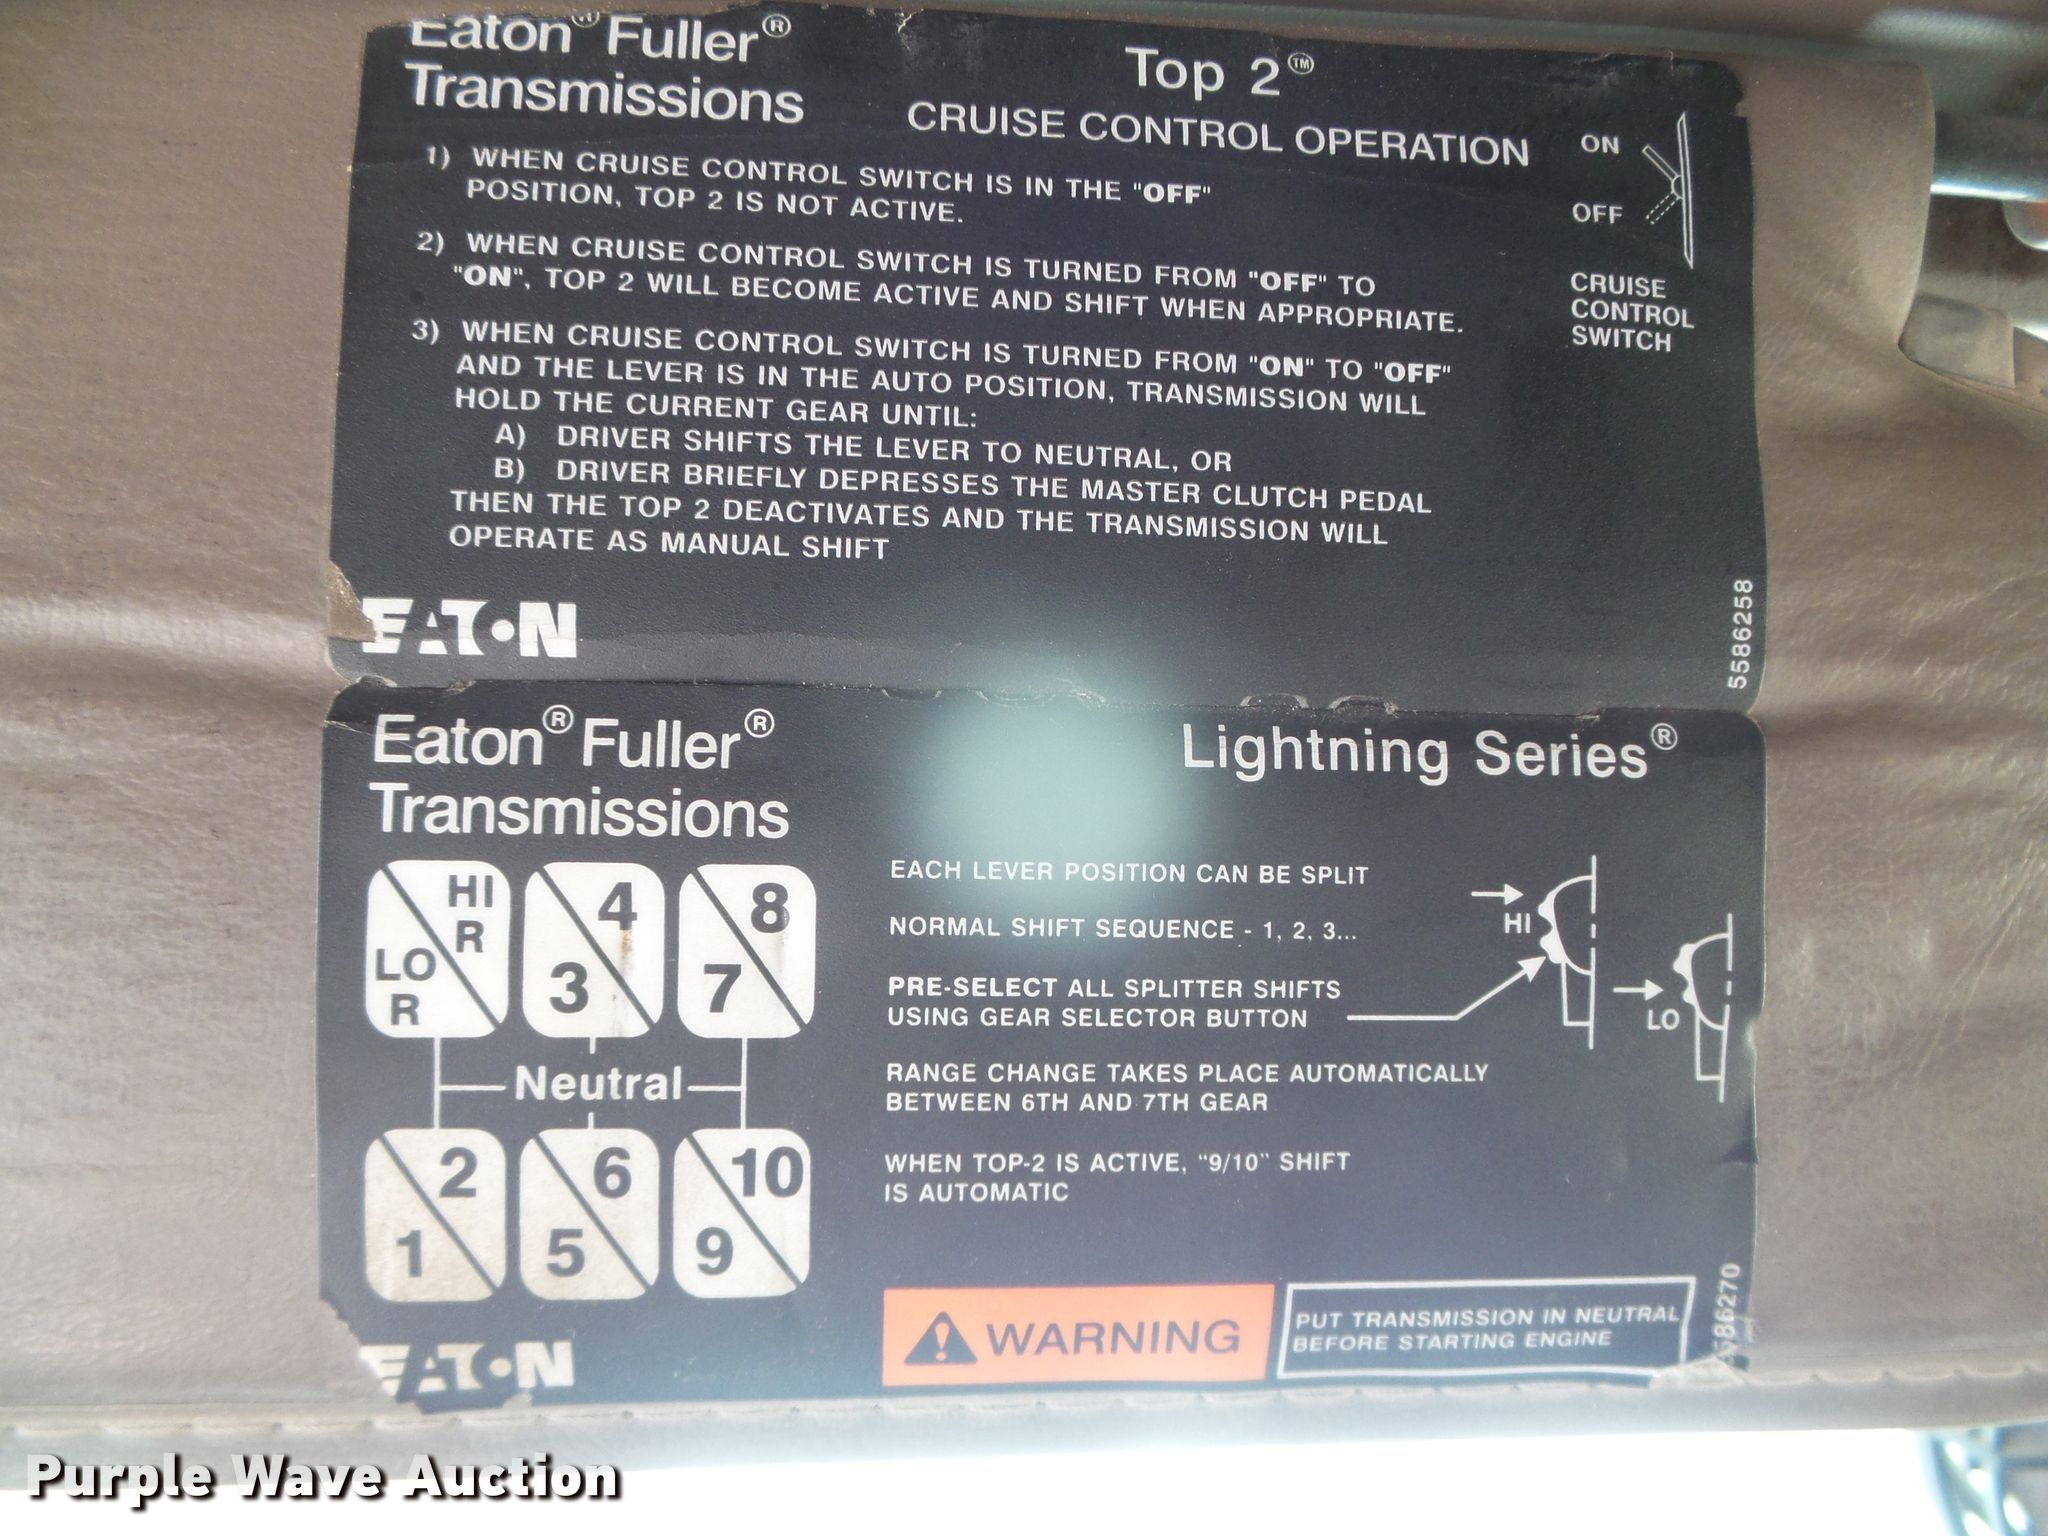 Eaton® Fuller®
Transmissions
Top 2™
CRUISE CONTROL OPERATION
1) WHEN CRUISE CONTROL SWITCH IS IN THE "OFF"
POSITION, TOP 2 IS NOT ACTIVE.
2) WHEN CRUISE CONTROL SWITCH IS TURNED FROM "OFF" TO
"ON", TOP 2 WILL BECOME ACTIVE AND SHIFT WHEN APPROPRIATE.
3) WHEN CRUISE CONTROL SWITCH IS TURNED FROM "ON" TO "OFF"
AND THE LEVER IS IN THE AUTO POSITION, TRANSMISSION WILL
HOLD THE CURRENT GEAR UNTIL:
A) DRIVER SHIFTS THE LEVER TO NEUTRAL, OR
B) DRIVER BRIEFLY DEPRESSES THE MASTER CLUTCH PEDAL
THEN THE TOP 2 DEACTIVATES AND THE TRANSMISSION WILL
OPERATE AS MANUAL SHIFT
ON
OFF
CRUISE
CONTROL
SWITCH
EATON
5586258
Eaton® Fuller®
Transmissions
Lightning Series®
HI
R
LO
R
4
3
8
7
Neutral
2
1
6
5
10
9
EACH LEVER POSITION CAN BE SPLIT
NORMAL SHIFT SEQUENCE - 1, 2, 3...
PRE-SELECT ALL SPLITTER SHIFTS
USING GEAR SELECTOR BUTTON
RANGE CHANGE TAKES PLACE AUTOMATICALLY
BETWEEN 6TH AND 7TH GEAR
WHEN TOP-2 IS ACTIVE, "9/10" SHIFT
IS AUTOMATIC
HI
LO
EATON
WARNING
PUT TRANSMISSION IN NEUTRAL
BEFORE STARTING ENGINE
5586270
Purple Wave Auction